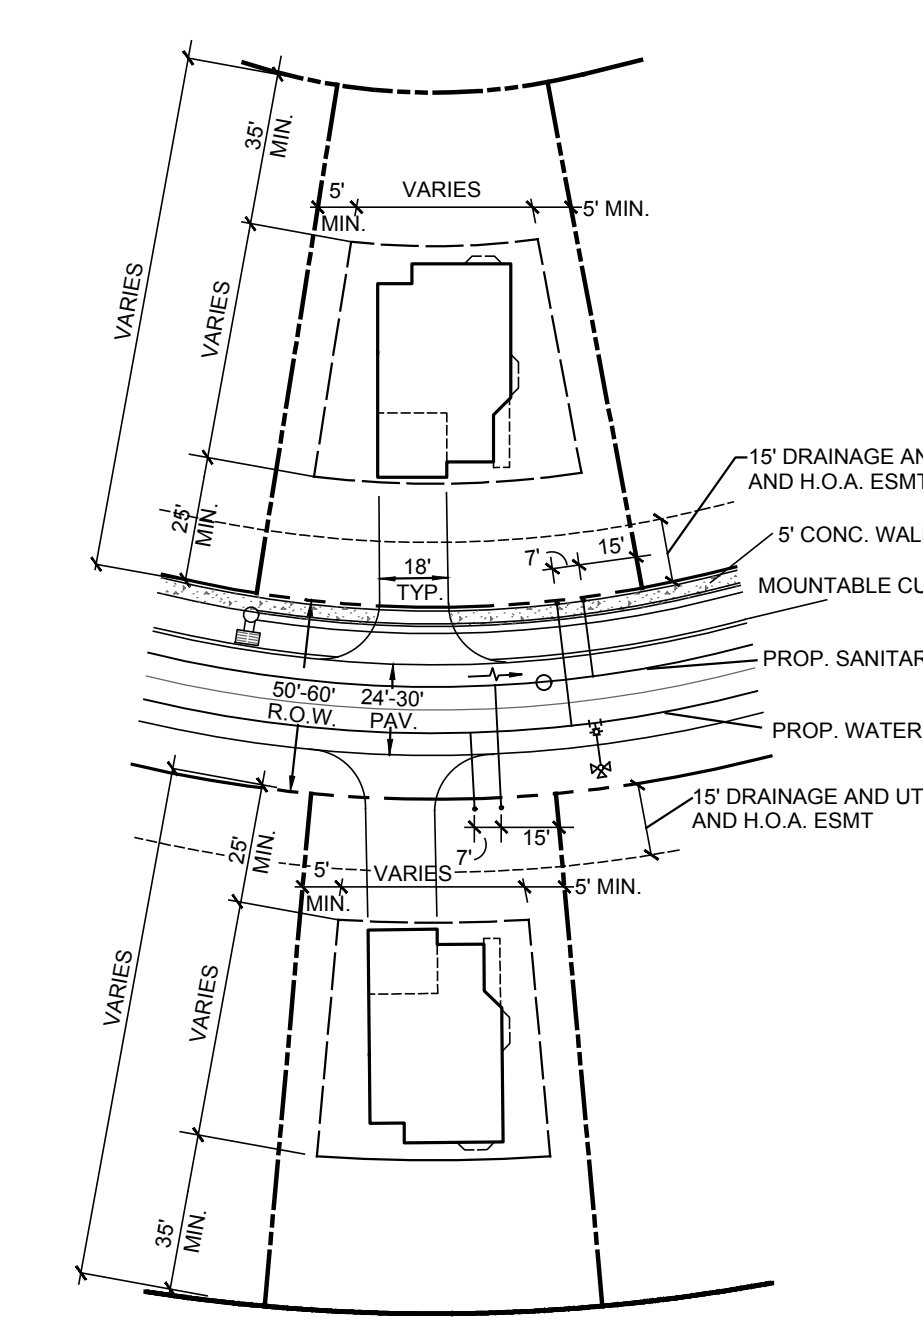 35'
MIN.
5'
MIN.
VARIES
5' MIN.
VARIES
VARIES
25'
MIN.
15' DRAINAGE AN
AND H.O.A. ESMT
7'
15'
5' CONC. WAL
18'
TYP.
MOUNTABLE CU
PROP. SANITAR
50'-60'
R.O.W.
24'-30'
PAV.
PROP. WATER
15' DRAINAGE AND UT
AND H.O.A. ESMT
15'
7'
25'
MIN.
5'
MIN.
VARIES
5' MIN.
VARIES
VARIES
35'
MIN.